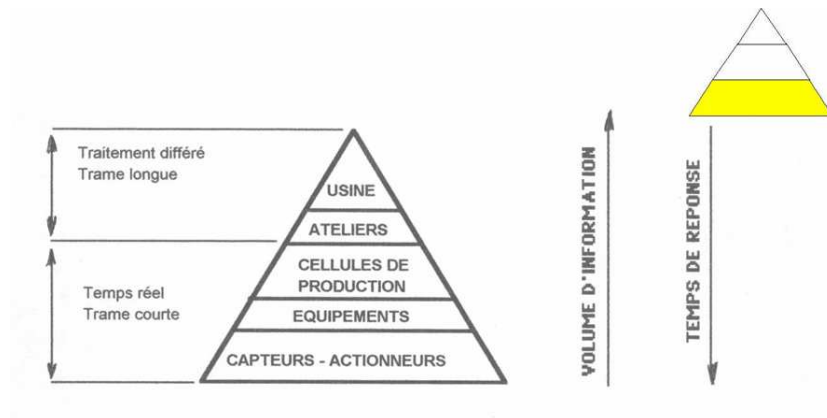 Traitement différé
Trame longue
USINE
ATELIERS
CELLULES DE
PRODUCTION
Temps réel
Trame courte
EQUIPEMENTS
CAPTEURS - ACTIONNEURS
VOLUME D'INFORMATION
TEMPS DE REPONSE